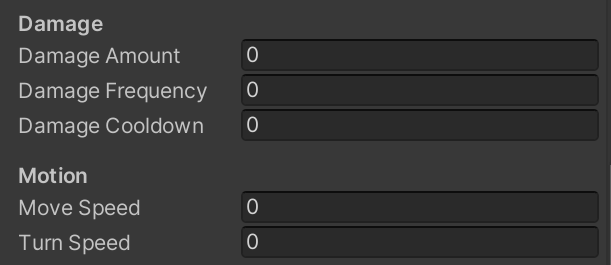 Damage
Damage Amount 0
Damage Frequency 0
Damage Cooldown 0
Motion
Move Speed 0
Turn Speed 0